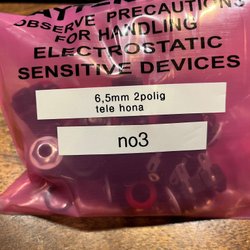 OBSERVE PRECAUTIONS
FOR HANDLING
ELECTROSTATIC
SENSITIVE DEVICES
6,5mm 2polig
tele hona
no3